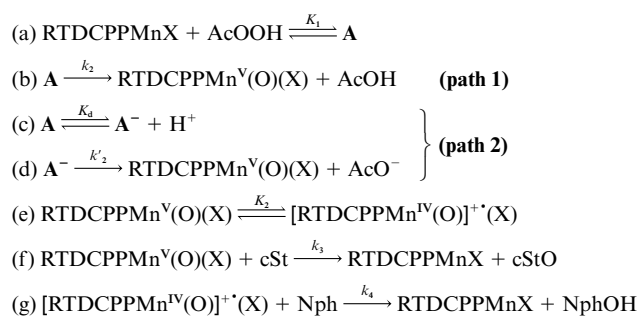 (a) RTDCPPMnX + AcOOH ⇌ K₁ A
(b) A → k₂ RTDCPPMnⱽ(O)(X) + AcOH (path 1)
(c) A ⇌ K_d A⁻ + H⁺
(path 2)
(d) A⁻ → k'₂ RTDCPPMnⱽ(O)(X) + AcO⁻
(e) RTDCPPMnⱽ(O)(X) ⇌ K₂ [RTDCPPMnᴵⱽ(O)]⁺•(X)
(f) RTDCPPMnⱽ(O)(X) + cSt → k₃ RTDCPPMnX + cStO
(g) [RTDCPPMnᴵⱽ(O)]⁺•(X) + Nph → k₄ RTDCPPMnX + NphOH